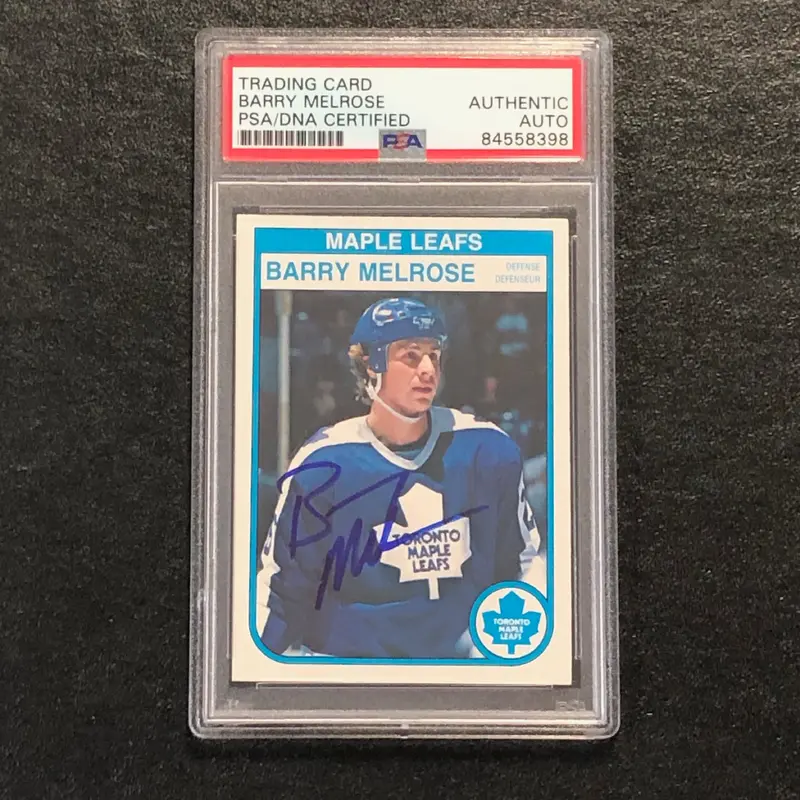 TRADING CARD
BARRY MELROSE
PSA/DNA CERTIFIED
AUTHENTIC
AUTO
84558398
PSA
MAPLE LEAFS
BARRY MELROSE
DEFENSE
DEFENSEUR
TORONTO
MAPLE
LEAFS
TORONTO
MAPLE
LEAFS